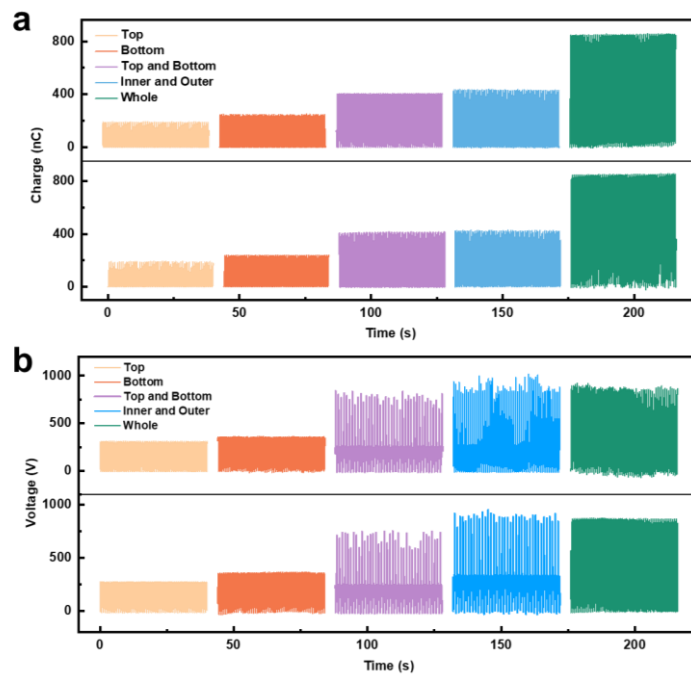 a
800
400
0
Top
Bottom
Top and Bottom
Inner and Outer
Whole
Charge (nC)
800
400
0
0 50 100 150 200
Time (s)
b
1000
500
0
Top
Bottom
Top and Bottom
Inner and Outer
Whole
Voltage (V)
1000
500
0
0 50 100 150 200
Time (s)